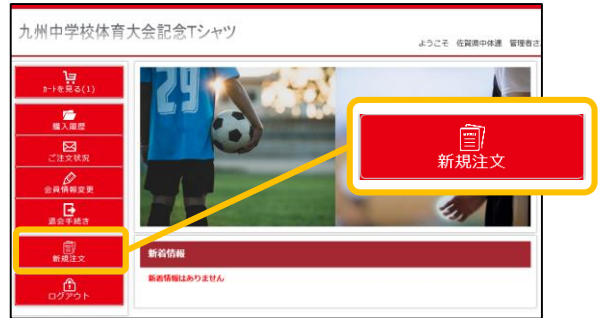 九州中学校体育大会記念Tシャツ
ようこそ 佐賀県中体連 管理者さ
カートを見る(1)
購入履歴
ご注文状況
会員情報変更
退会手続き
新規注文
ログアウト
新規注文
新着情報
新着情報はありません